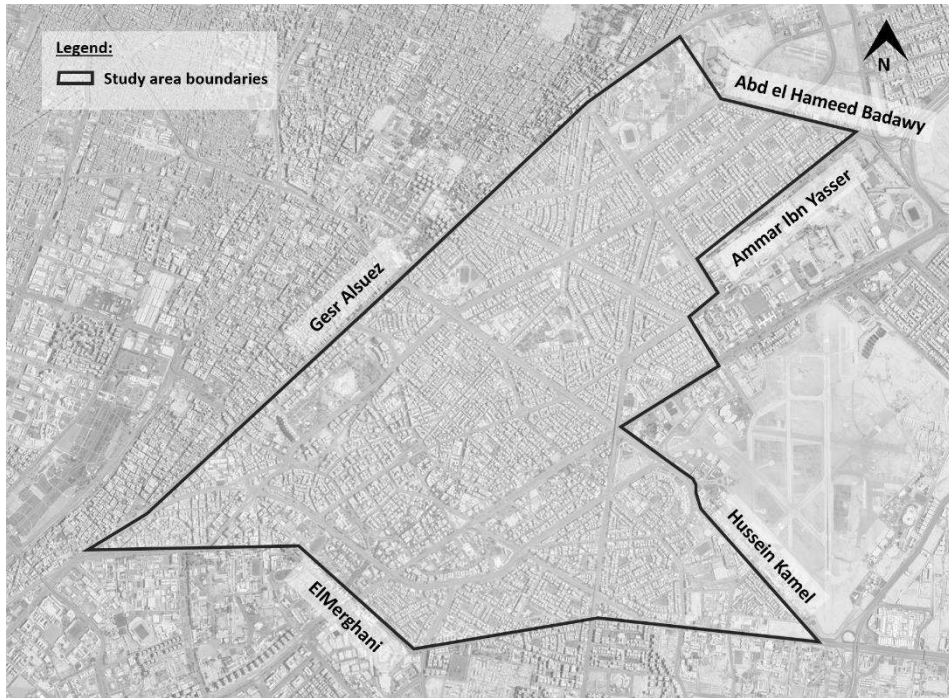 Legend:
Study area boundaries
N
Abd el Hameed Badawy
Ammar Ibn Yasser
Gesr Alsuez
Hussein Kamel
ElMerghani